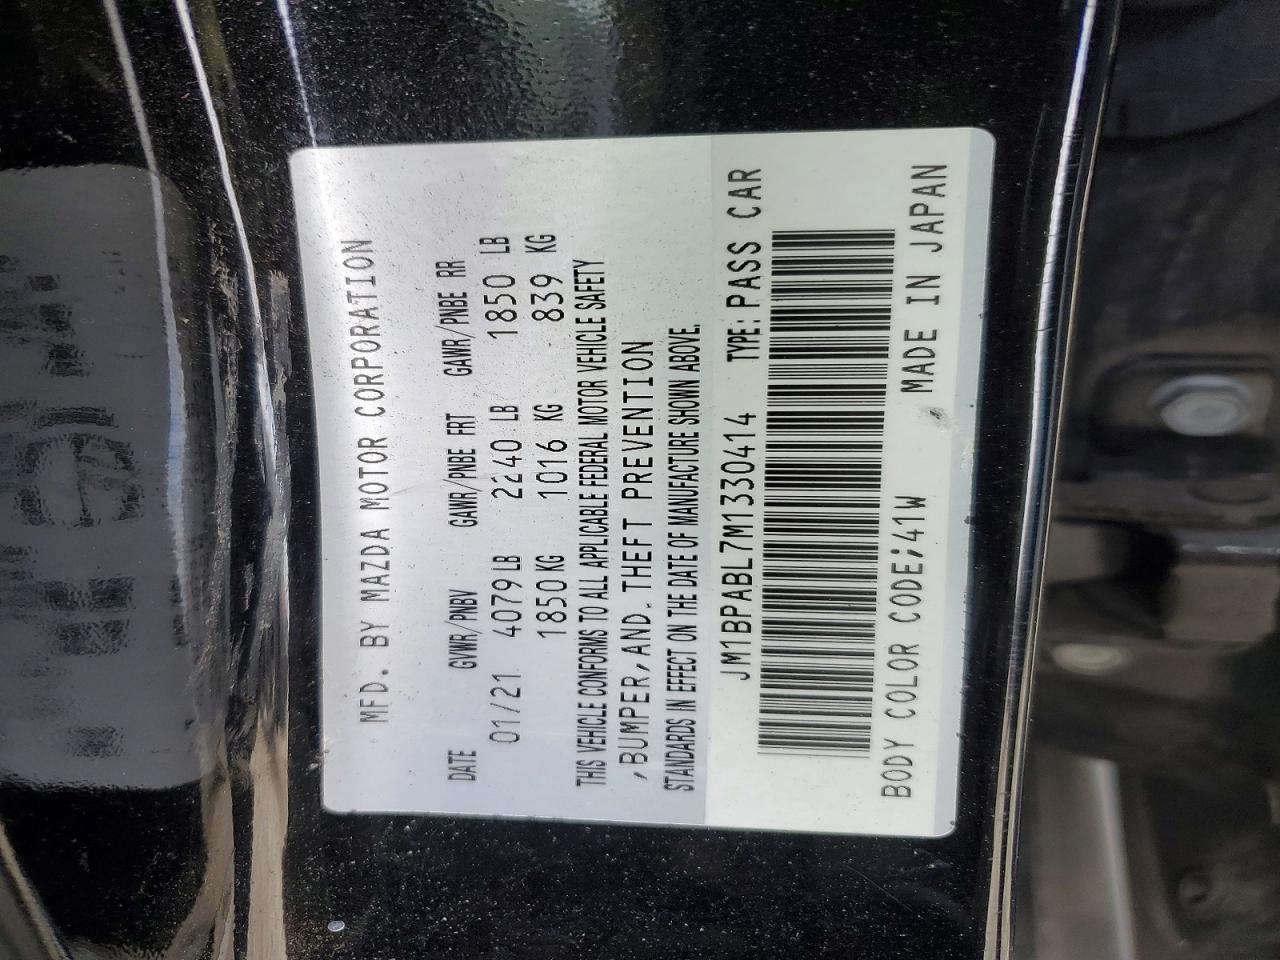 MFD. BY MAZDA MOTOR CORPORATION
DATE GVWR/PNBV GAWR/PNBE FRT GAWR/PNBE RR
01/21 4079 LB 2240 LB 1850 LB
1850 KG 1016 KG 839 KG
THIS VEHICLE CONFORMS TO ALL APPLICABLE FEDERAL MOTOR VEHICLE SAFETY
,BUMPER,AND. THEFT PREVENTION
STANDARDS IN EFFECT ON THE DATE OF MANUFACTURE SHOWN ABOVE.
JM1BPABL7M1330414 TYPE:PASS CAR
BODY COLOR CODE;41W MADE IN JAPAN